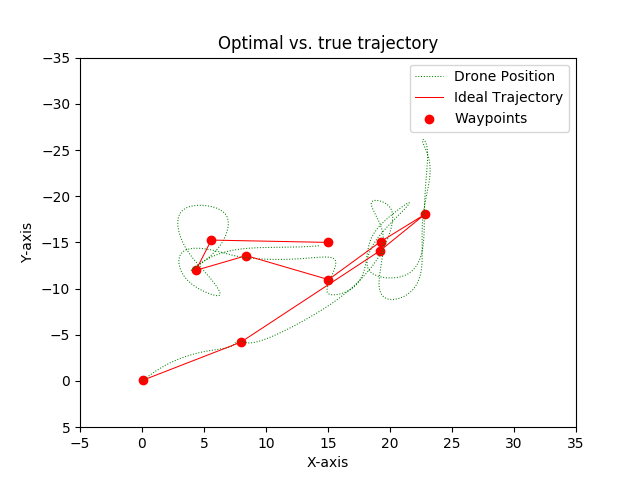 Optimal vs. true trajectory
Drone Position
Ideal Trajectory
Waypoints
Y-axis
−35
−30
−25
−20
−15
−10
−5
0
5
−5 0 5 10 15 20 25 30 35
X-axis